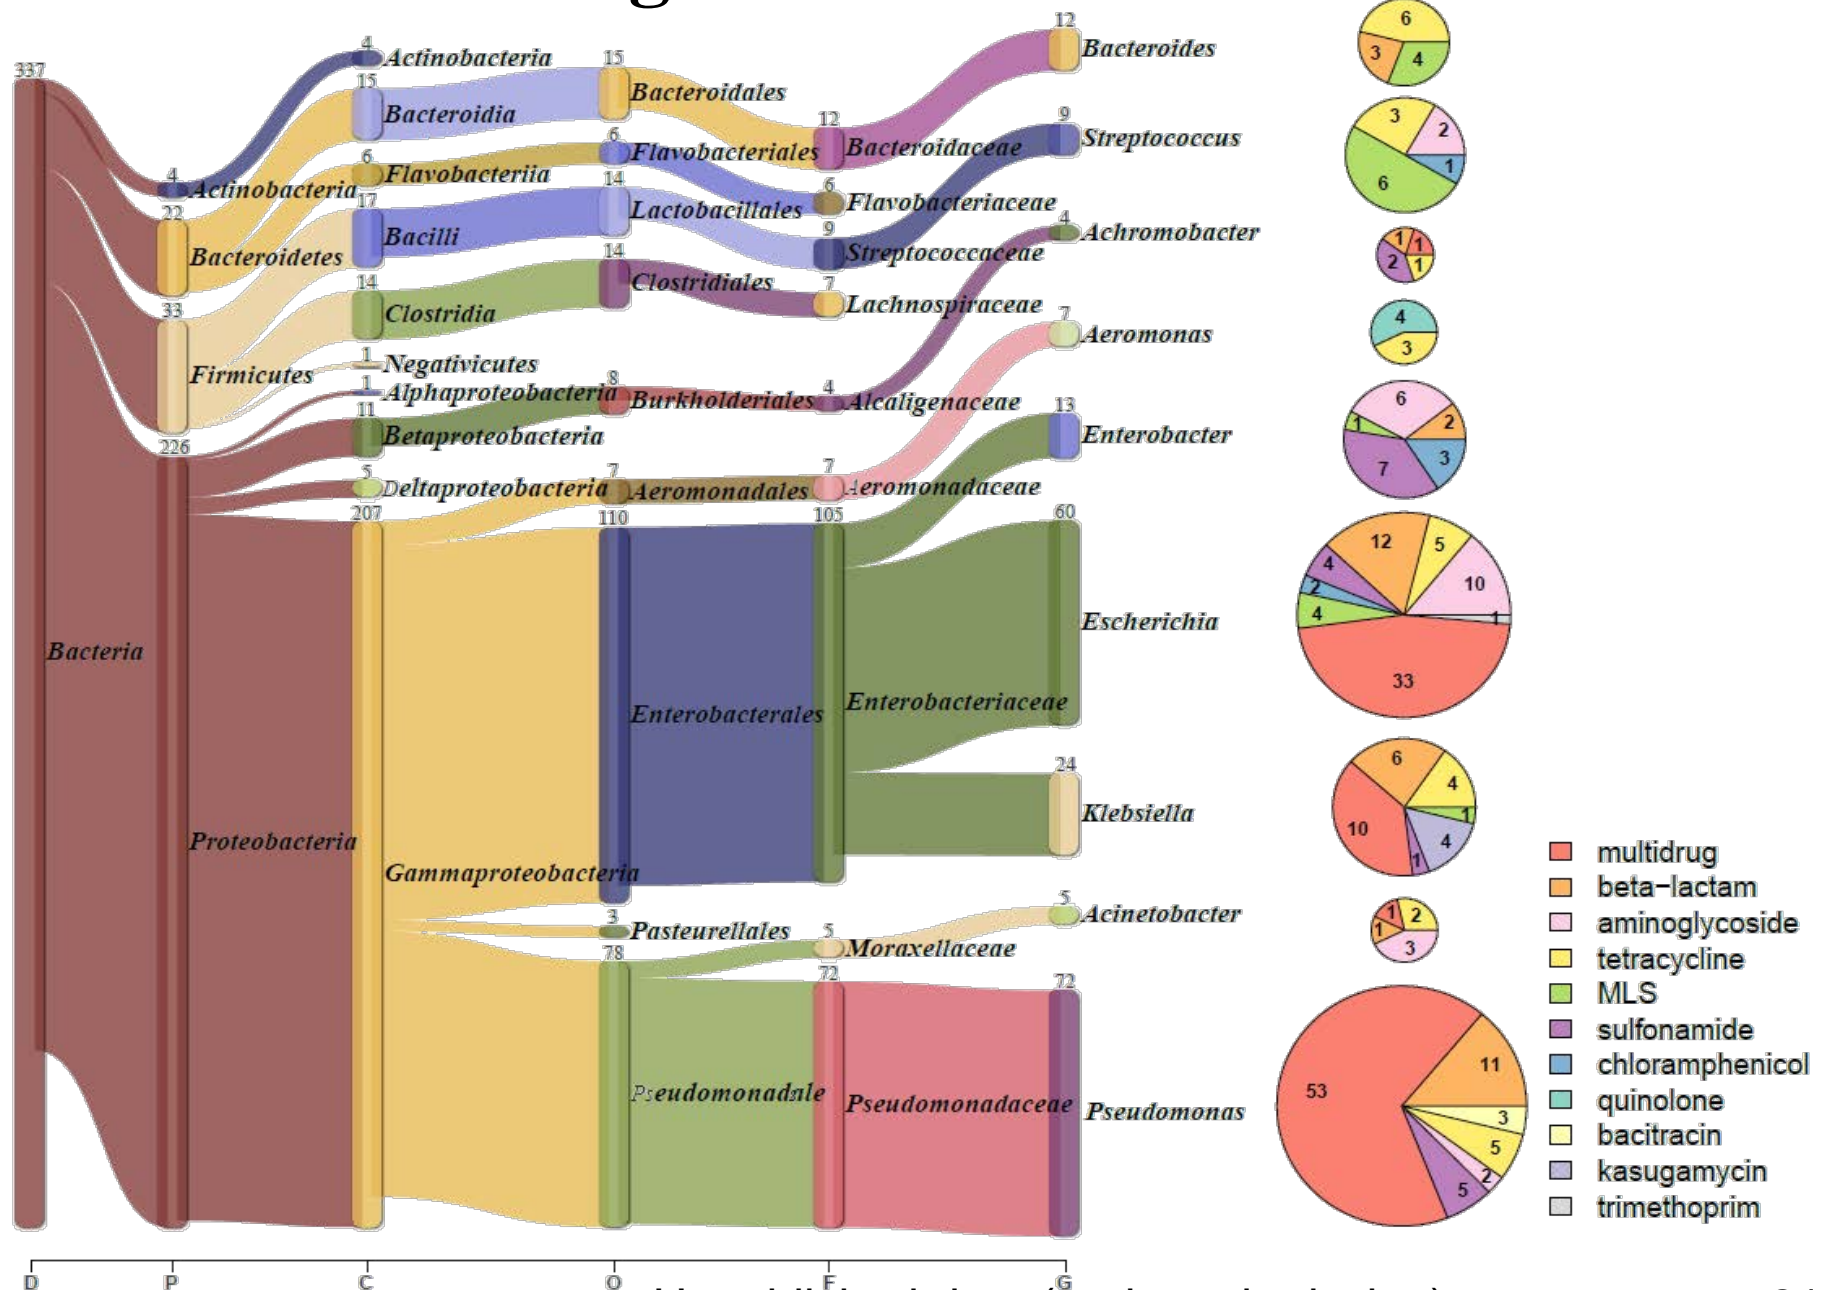 337
Bacteria
4
Actinobacteria
22
Bacteroidetes
33
Firmicutes
226
Proteobacteria
4
Actinobacteria
15
Bacteroidia
6
Flavobacteriia
17
Bacilli
14
Clostridia
1
Negativicutes
1
Alphaproteobacteria
11
Betaproteobacteria
5
Deltaproteobacteria
207
Gammaproteobacteria
15
Bacteroidales
6
Flavobacteriales
14
Lactobacillales
14
Clostridiales
8
Burkholderiales
7
Aeromonadales
110
Enterobacterales
3
Pasteurellales
78
Pseudomonadale
12
Bacteroidaceae
6
Flavobacteriaceae
9
Streptococcaceae
7
Lachnospiraceae
4
Alcaligenaceae
7
Aeromonadaceae
105
Enterobacteriaceae
5
Moraxellaceae
72
Pseudomonadaceae
12
Bacteroides
9
Streptococcus
4
Achromobacter
7
Aeromonas
13
Enterobacter
60
Escherichia
24
Klebsiella
5
Acinetobacter
72
Pseudomonas
6
3 4
3 2
1
6
1 1
2 1
4
3
6
1 2
7 3
12 5
4 10
2
4 1
33
6 4
1
10 4
1
1 2
1
3
11
53
3
5
2
5
multidrug
beta-lactam
aminoglycoside
tetracycline
MLS
sulfonamide
chloramphenicol
quinolone
bacitracin
kasugamycin
trimethoprim
D P C O F G